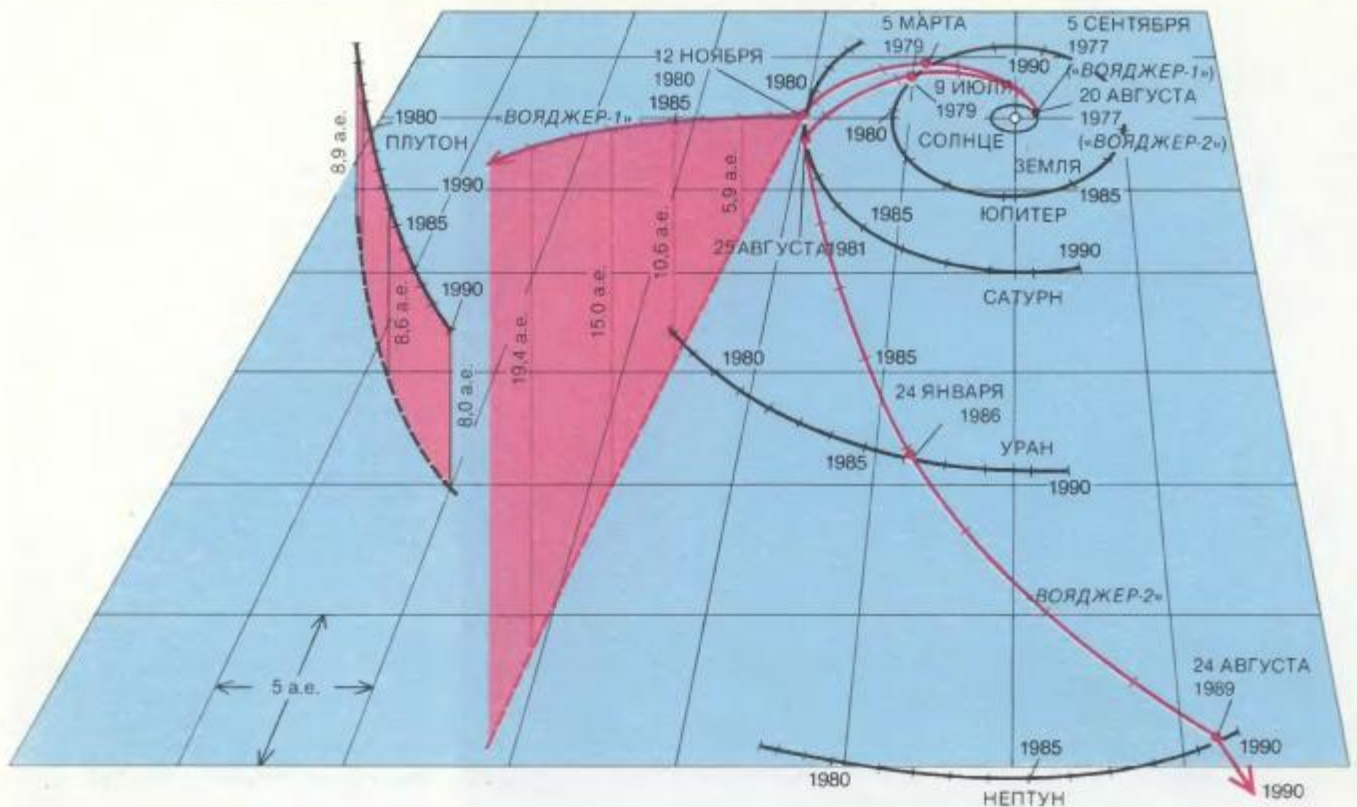 5 МАРТА
1979
5 СЕНТЯБРЯ
1977
(«ВОЯДЖЕР-1»)
12 НОЯБРЯ
1980
1980
1990
9 ИЮЛЯ
1979
20 АВГУСТА
1977
(«ВОЯДЖЕР-2»)
«ВОЯДЖЕР-1»
1985
1980
ПЛУТОН
8,9 а.е.
1980
СОЛНЦЕ
ЗЕМЛЯ
1990
1985
ЮПИТЕР
5,9 а.е.
1985
1985
25 АВГУСТА 1981
10,6 а.е.
1990
САТУРН
1990
8,6 а.е.
15,0 а.е.
19,4 а.е.
1980
1985
8,0 а.е.
24 ЯНВАРЯ
1986
УРАН
1985
1990
«ВОЯДЖЕР-2»
5 а.е.
24 АВГУСТА
1989
1985
1990
1980
НЕПТУН
1990